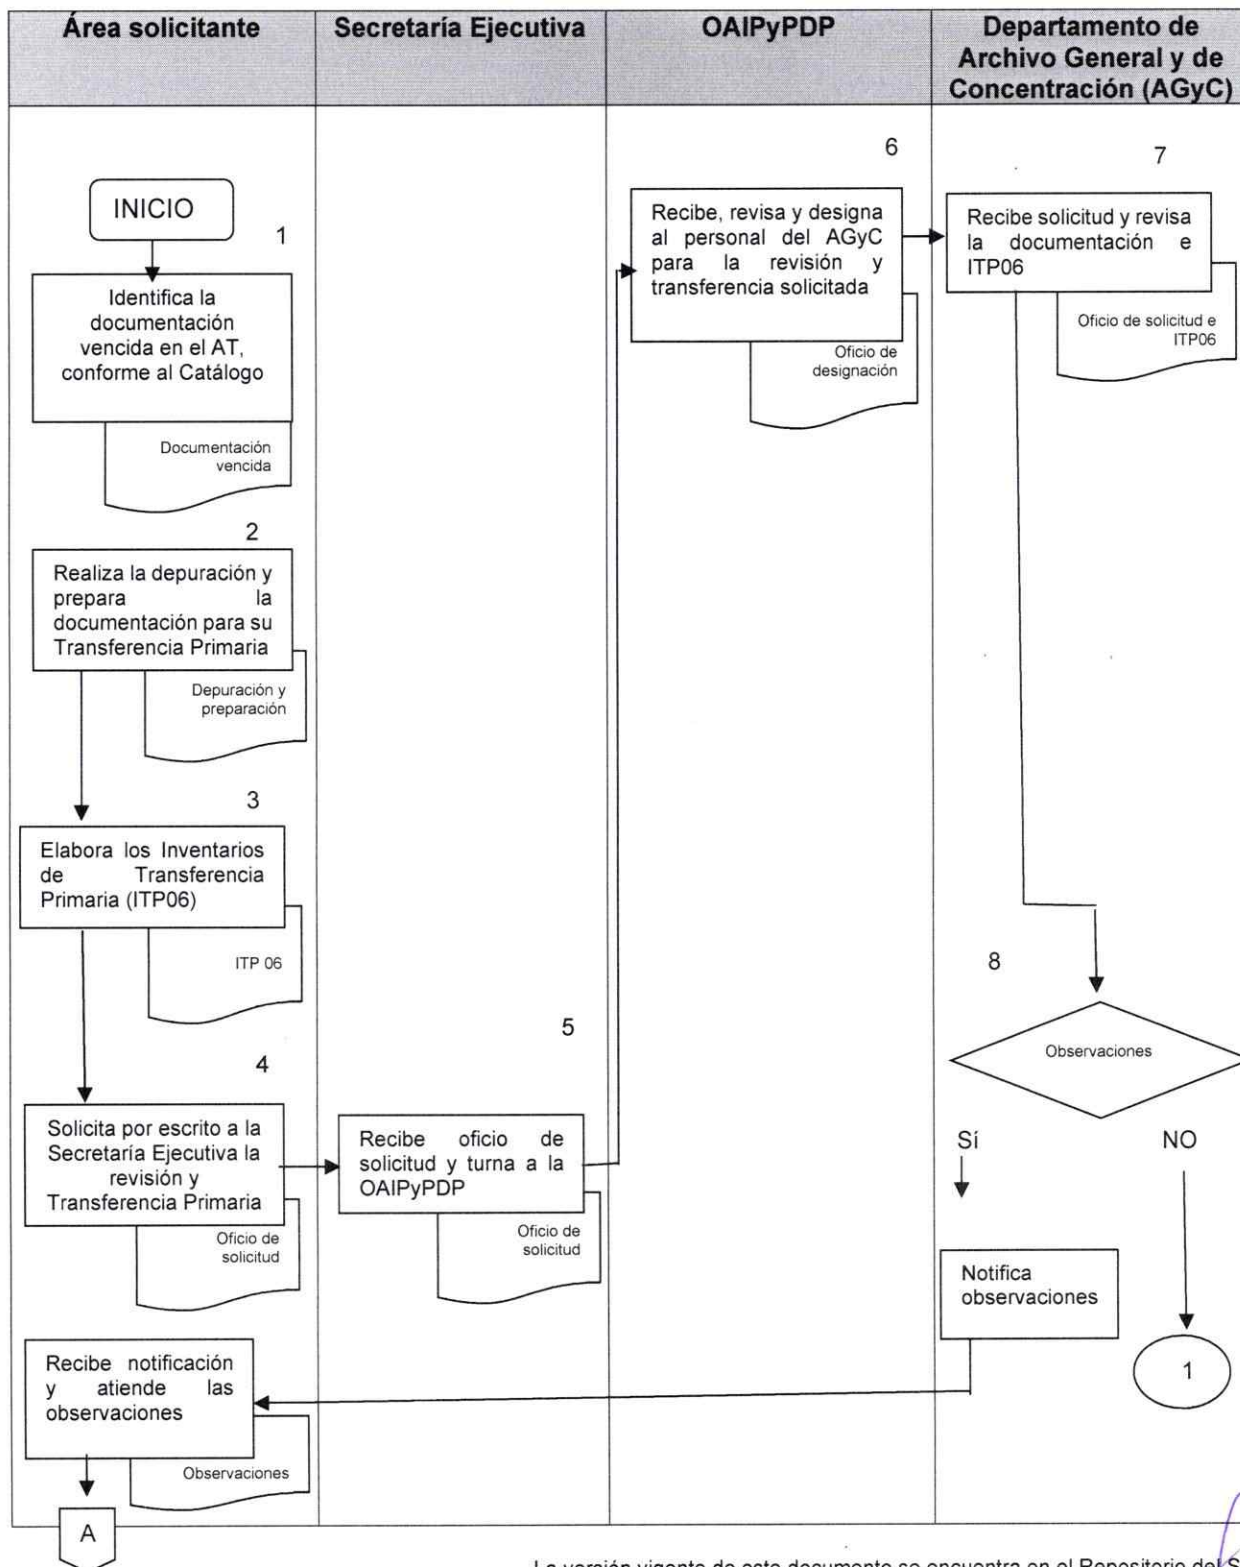 Área solicitante
Secretaría Ejecutiva
OAIPyPDP
Departamento de
Archivo General y de
Concentración (AGyC)
INICIO
1
Identifica la
documentación
vencida en el AT,
conforme al Catálogo
Documentación
vencida
2
Realiza la depuración y
prepara la
documentación para su
Transferencia Primaria
Depuración y
preparación
3
Elabora los Inventarios
de Transferencia
Primaria (ITP06)
ITP 06
4
Solicita por escrito a la
Secretaría Ejecutiva la
revisión y
Transferencia Primaria
Oficio de
solicitud
5
Recibe oficio de
solicitud y turna a la
OAIPyPDP
Oficio de
solicitud
6
Recibe, revisa y designa
al personal del AGyC
para la revisión y
transferencia solicitada
Oficio de
designación
7
Recibe solicitud y revisa
la documentación e
ITP06
Oficio de solicitud e
ITP06
8
Observaciones
Sí
NO
Notifica
observaciones
1
Recibe notificación
y atiende las
observaciones
Observaciones
A
La versión vigente de este documento se encuentra en el Repositorio del S